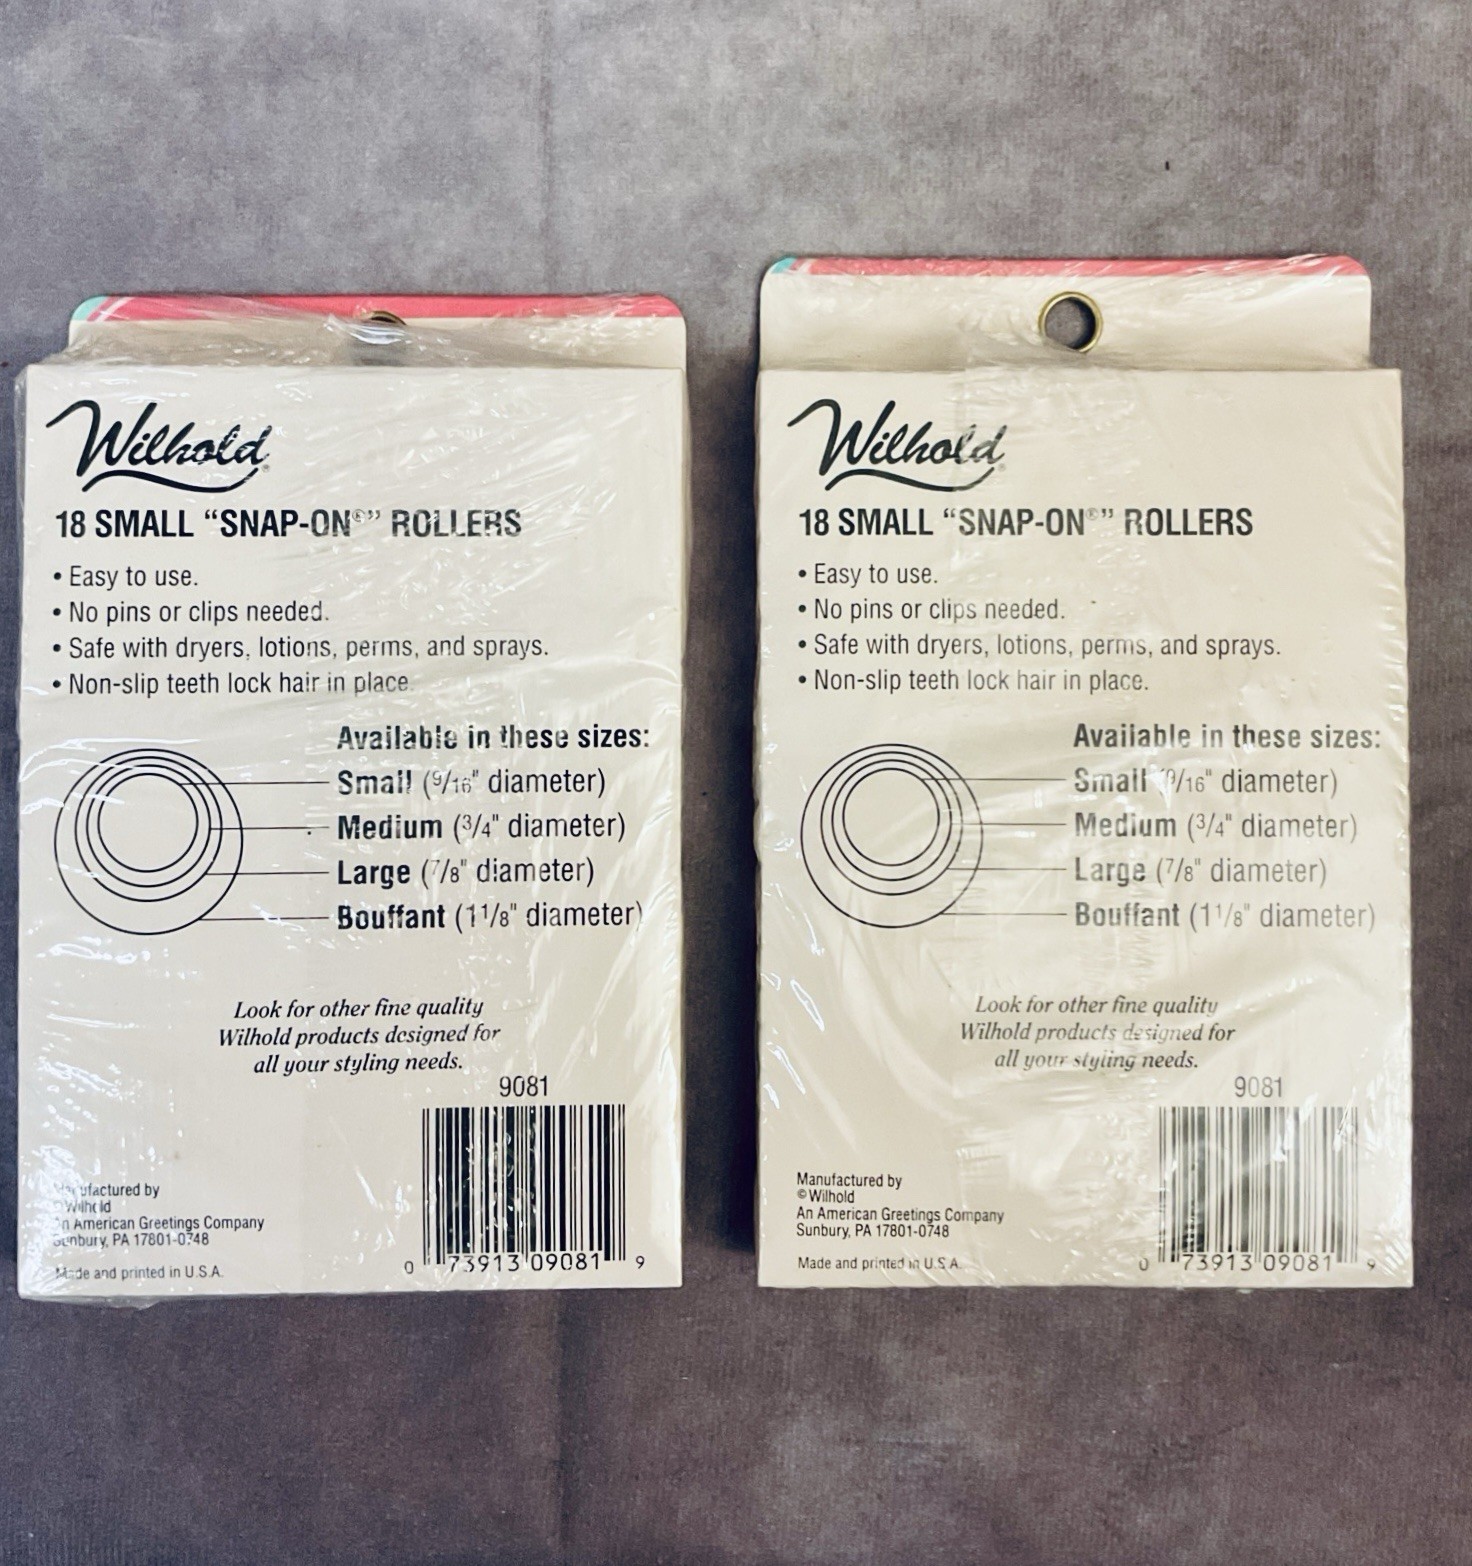 Wilhold®
18 SMALL “SNAP-ON®” ROLLERS
• Easy to use.
• No pins or clips needed.
• Safe with dryers, lotions, perms, and sprays.
• Non-slip teeth lock hair in place.
Available in these sizes:
Small (9/16" diameter)
Medium (3/4" diameter)
Large (7/8" diameter)
Bouffant (1 1/8" diameter)
Look for other fine quality
Wilhold products designed for
all your styling needs.
9081
Manufactured by
©Wilhold
An American Greetings Company
Sunbury, PA 17801-0748
Made and printed in U.S.A.
0 73913 09081 9
Wilhold®
18 SMALL “SNAP-ON®” ROLLERS
• Easy to use.
• No pins or clips needed.
• Safe with dryers, lotions, perms, and sprays.
• Non-slip teeth lock hair in place.
Available in these sizes:
Small (9/16" diameter)
Medium (3/4" diameter)
Large (7/8" diameter)
Bouffant (1 1/8" diameter)
Look for other fine quality
Wilhold products designed for
all your styling needs.
9081
Manufactured by
©Wilhold
An American Greetings Company
Sunbury, PA 17801-0748
Made and printed in U.S.A.
0 73913 09081 9